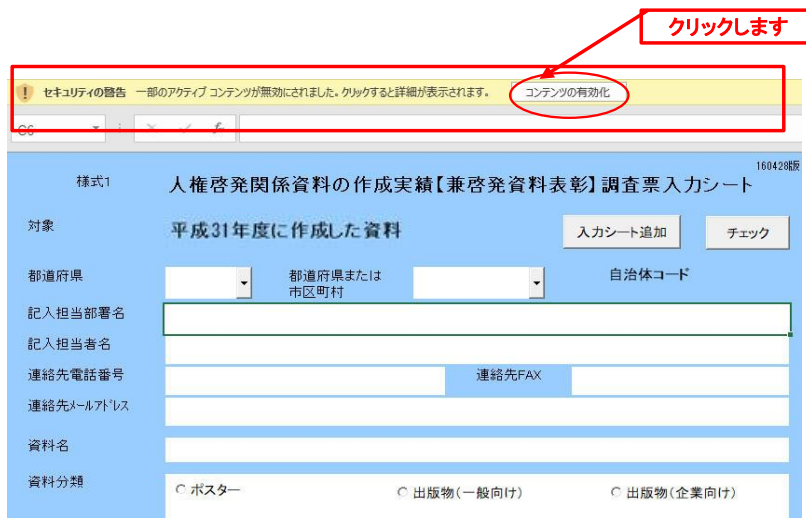 クリックします
セキュリティの警告 一部のアクティブ コンテンツが無効にされました。クリックすると詳細が表示されます。 コンテンツの有効化
160428版
様式1 人権啓発関係資料の作成実績【兼啓発資料表彰】調査票入力シート
対象 平成31年度に作成した資料 入力シート追加 チェック
都道府県 都道府県または 自治体コード
市区町村
記入担当部署名
記入担当者名
連絡先電話番号 連絡先FAX
連絡先メールアドレス
資料名
資料分類 ポスター 出版物(一般向け) 出版物(企業向け)